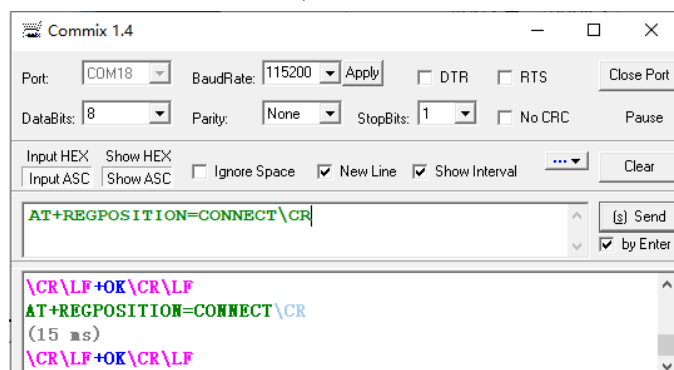 Commix 1.4
Port: COM18 BaudRate: 115200 Apply DTR RTS Close Port
DataBits: 8 Parity: None StopBits: 1 No CRC Pause
Input HEX Show HEX
Input ASC Show ASC Ignore Space New Line Show Interval ... Clear
AT+REGPOSITION=CONNECT\CR
(s) Send
by Enter
\CR\LF+OK\CR\LF
AT+REGPOSITION=CONNECT\CR
(15 ms)
\CR\LF+OK\CR\LF